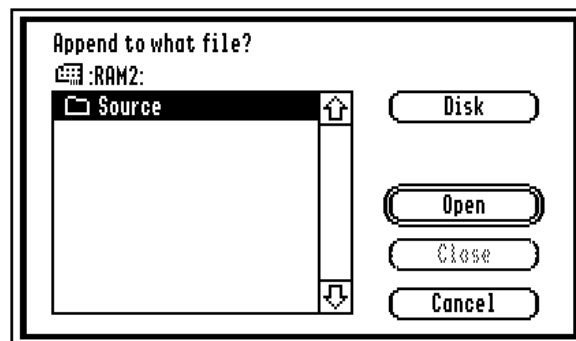 Append to what file?
:RAM2:
Source
Disk
Open
Close
Cancel